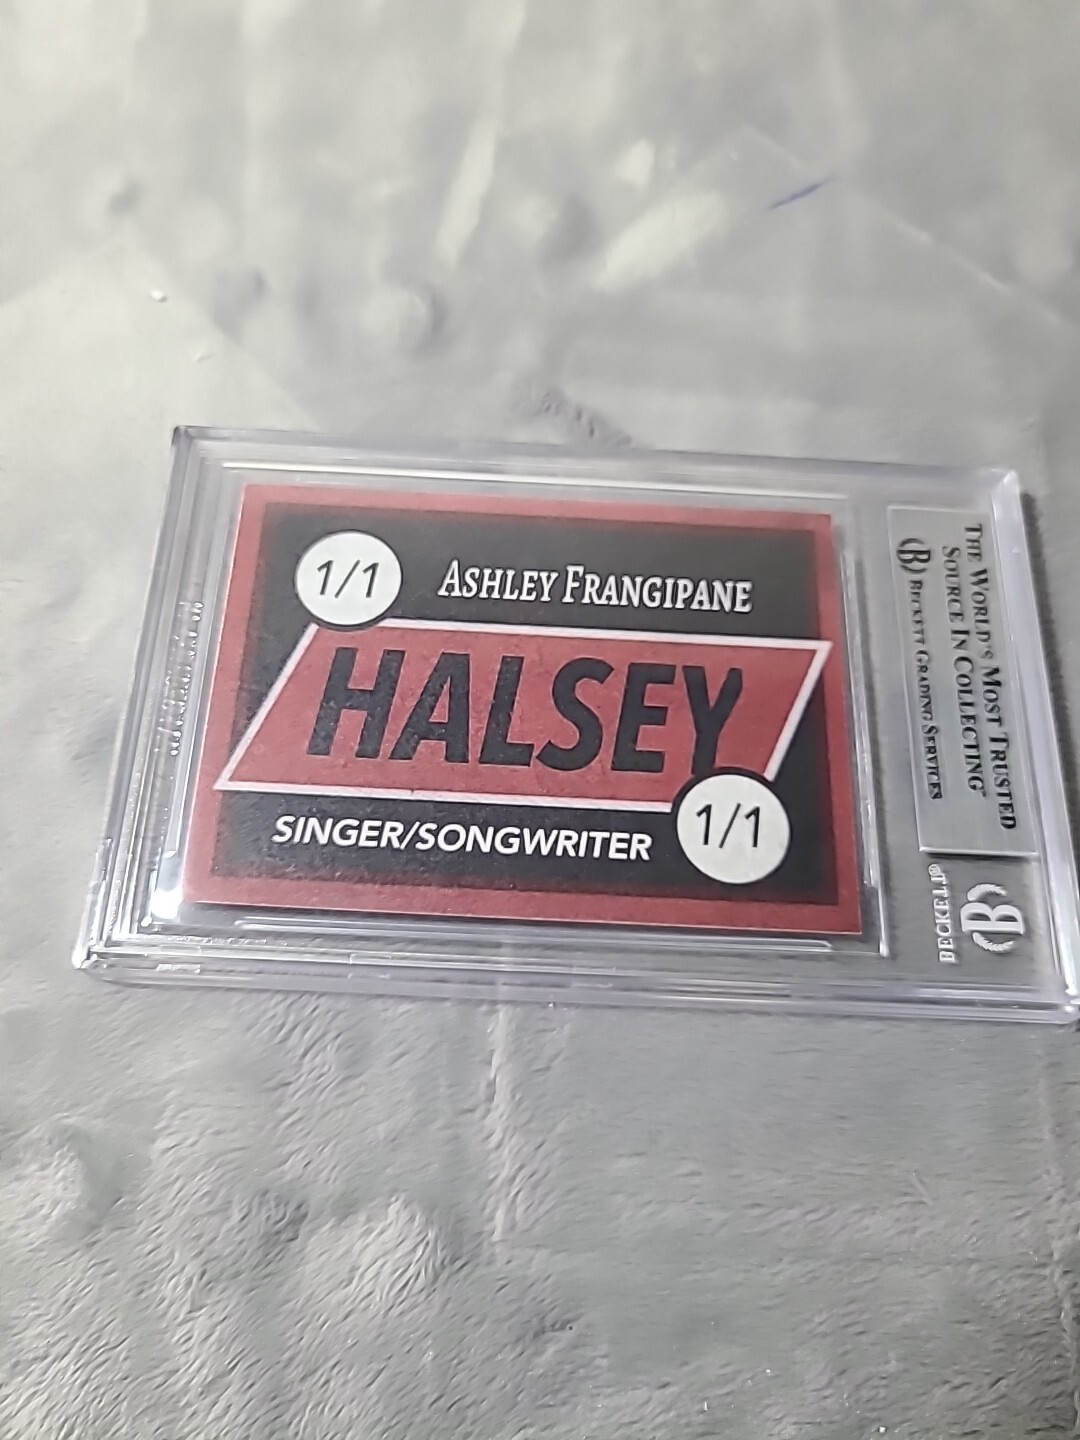 1/1
ASHLEY FRANGIPANE
HALSEY
SINGER/SONGWRITER
1/1
THE WORLD'S MOST TRUSTED
SOURCE IN COLLECTING
B BECKETT GRADING SERVICES
BECKETT®
B